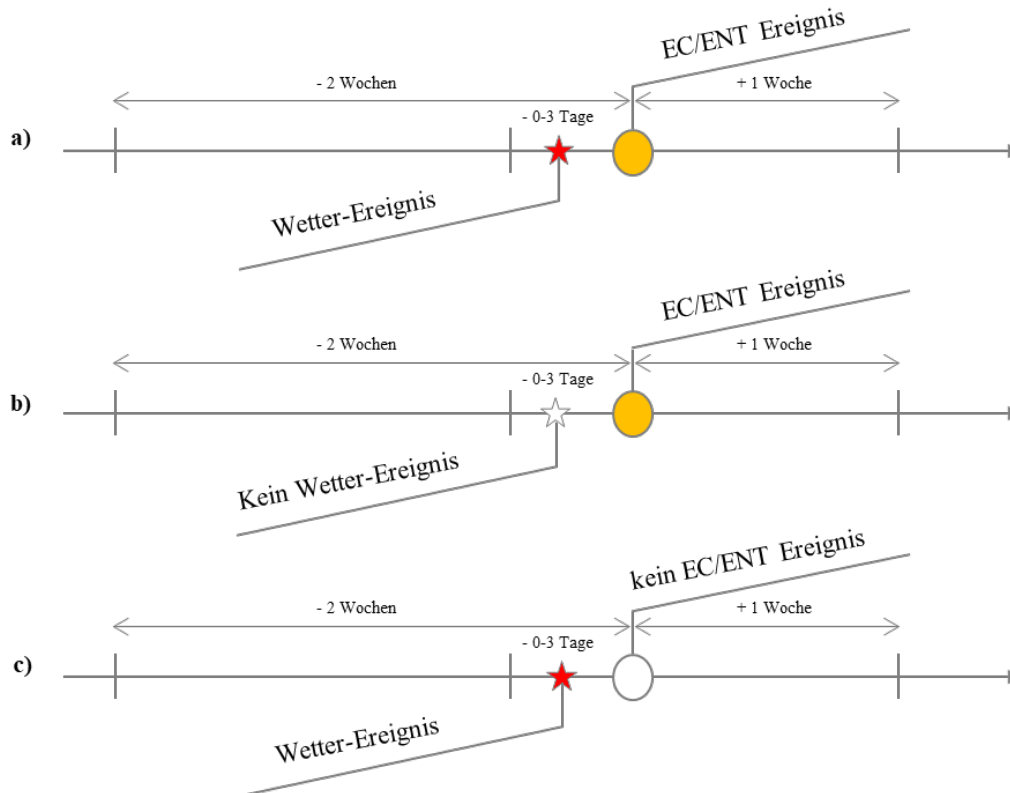 EC/ENT Ereignis
- 2 Wochen
+ 1 Woche
- 0-3 Tage
a)
Wetter-Ereignis
EC/ENT Ereignis
- 2 Wochen
+ 1 Woche
- 0-3 Tage
b)
Kein Wetter-Ereignis
kein EC/ENT Ereignis
- 2 Wochen
+ 1 Woche
- 0-3 Tage
c)
Wetter-Ereignis